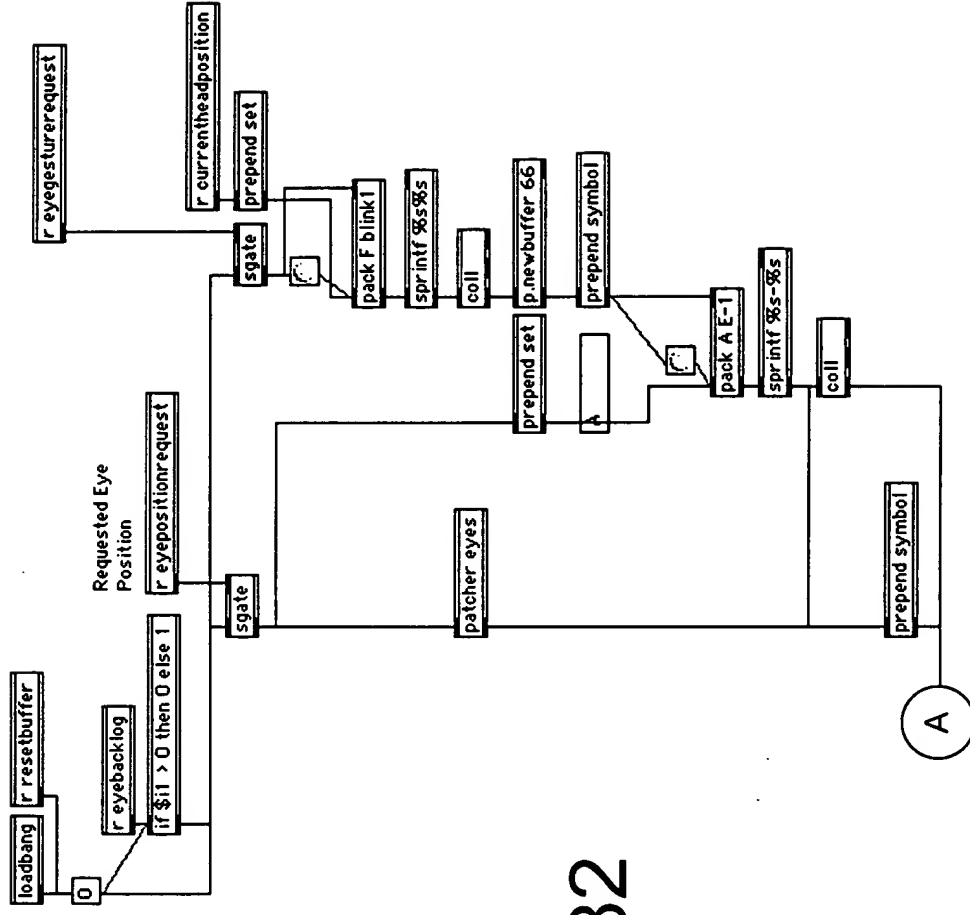 loadbang
r resetbuffer
0
r eyebacklog
if $i1 > 0 then 0 else 1
Requested Eye
Position
r eyepositionrequest
sgate
patcher eyes
prepend symbol
r eyegesturerequest
sgate
r currentheadposition
prepend set
pack F blink1
sprintf %s%s
coll
p.newbuffer 66
prepend symbol
prepend set
A
pack A E-1
sprintf %s-%s
coll
A